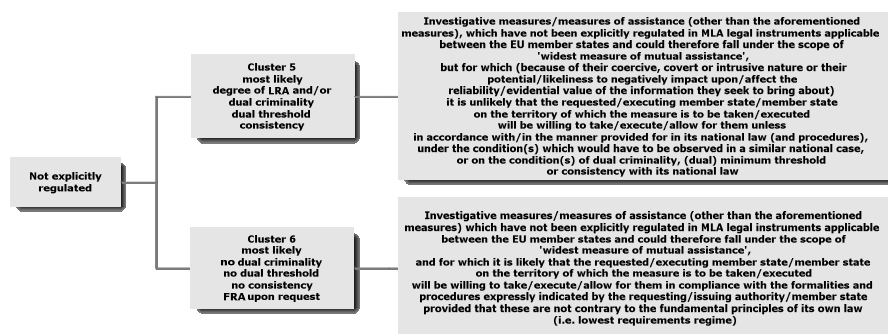 Not explicitly
regulated
Cluster 5
most likely
degree of LRA and/or
dual criminality
dual threshold
consistency
Investigative measures/measures of assistance (other than the aforementioned
measures), which have not been explicitly regulated in MLA legal instruments applicable
between the EU member states and could therefore fall under the scope of
'widest measure of mutual assistance',
but for which (because of their coercive, covert or intrusive nature or their
potential/likeliness to negatively impact upon/affect the
reliability/evidential value of the information they seek to bring about)
it is unlikely that the requested/executing member state/member state
on the territory of which the measure is to be taken/executed
will be willing to take/execute/allow for them unless
in accordance with/in the manner provided for in its national law (and procedures),
under the condition(s) which would have to be observed in a similar national case,
or on the condition(s) of dual criminality, (dual) minimum threshold
or consistency with its national law
Cluster 6
most likely
no dual criminality
no dual threshold
no consistency
FRA upon request
Investigative measures/measures of assistance (other than the aforementioned
measures) which have not been explicitly regulated in MLA legal instruments applicable
between the EU member states and could therefore fall under the scope of
'widest measure of mutual assistance',
and for which it is likely that the requested/executing member state/member state
on the territory of which the measure is to be taken/executed
will be willing to take/execute/allow for them in compliance with the formalities and
procedures expressly indicated by the requesting/issuing authority/member state
provided that these are not contrary to the fundamental principles of its own law
(i.e. lowest requirements regime)